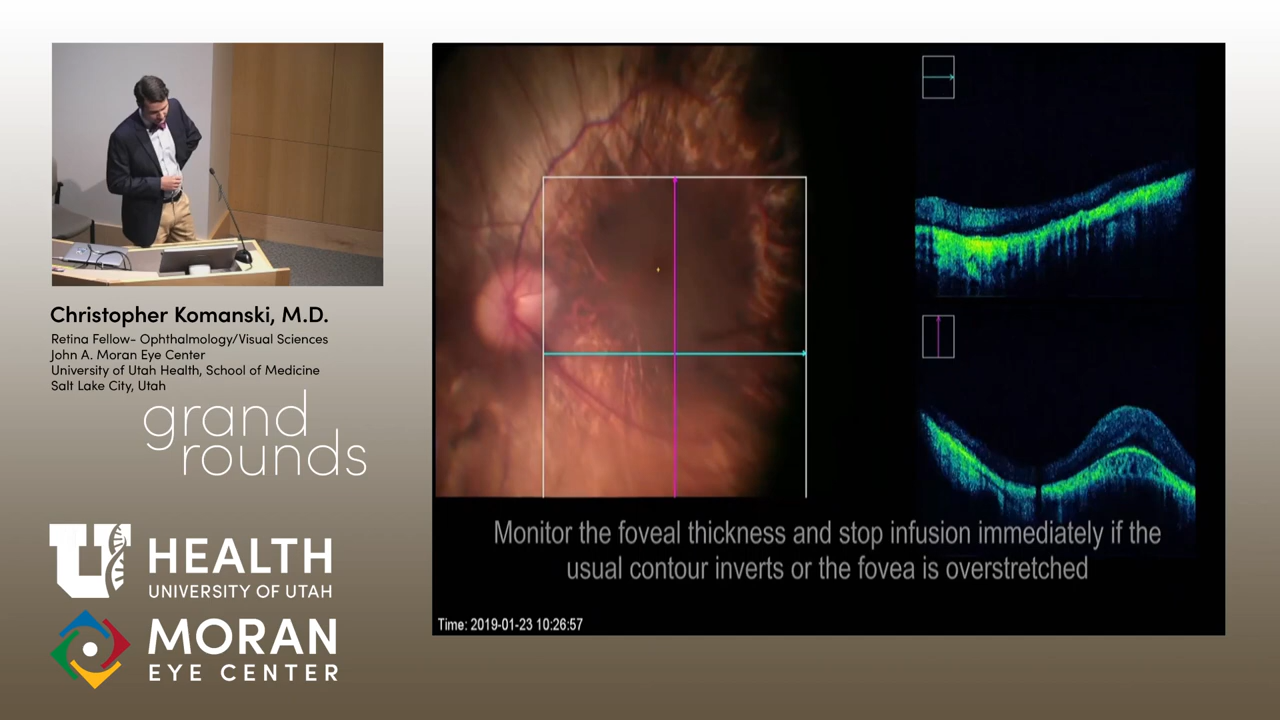 Christopher Komanski, M.D.
Retina Fellow- Ophthalmology/Visual Sciences
John A. Moran Eye Center
University of Utah Health, School of Medicine
Salt Lake City, Utah
grand
rounds
U HEALTH
UNIVERSITY OF UTAH
MORAN
EYE CENTER
Monitor the foveal thickness and stop infusion immediately if the
usual contour inverts or the fovea is overstretched
Time: 2019-01-23 10:26:57